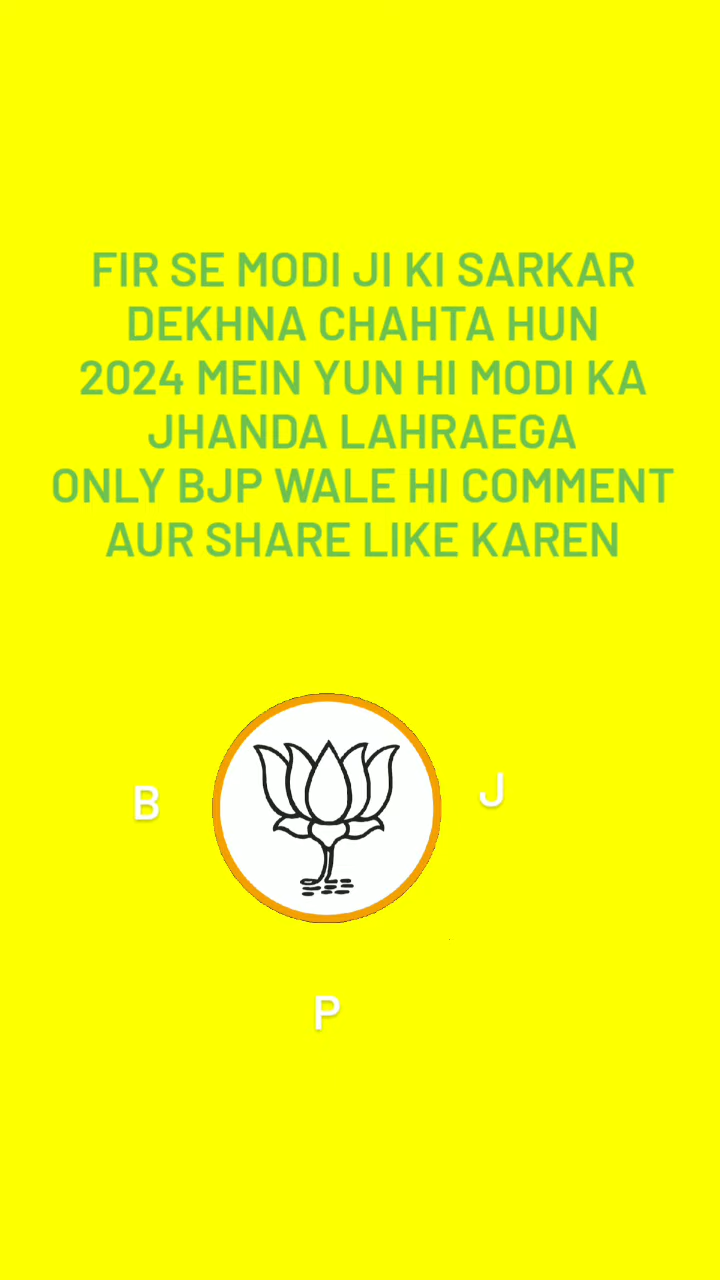 FIR SE MODI JI KI SARKAR
DEKHNA CHAHTA HUN
2024 MEIN YUN HI MODI KA
JHANDA LAHRAEGA
ONLY BJP WALE HI COMMENT
AUR SHARE LIKE KAREN
B J
P